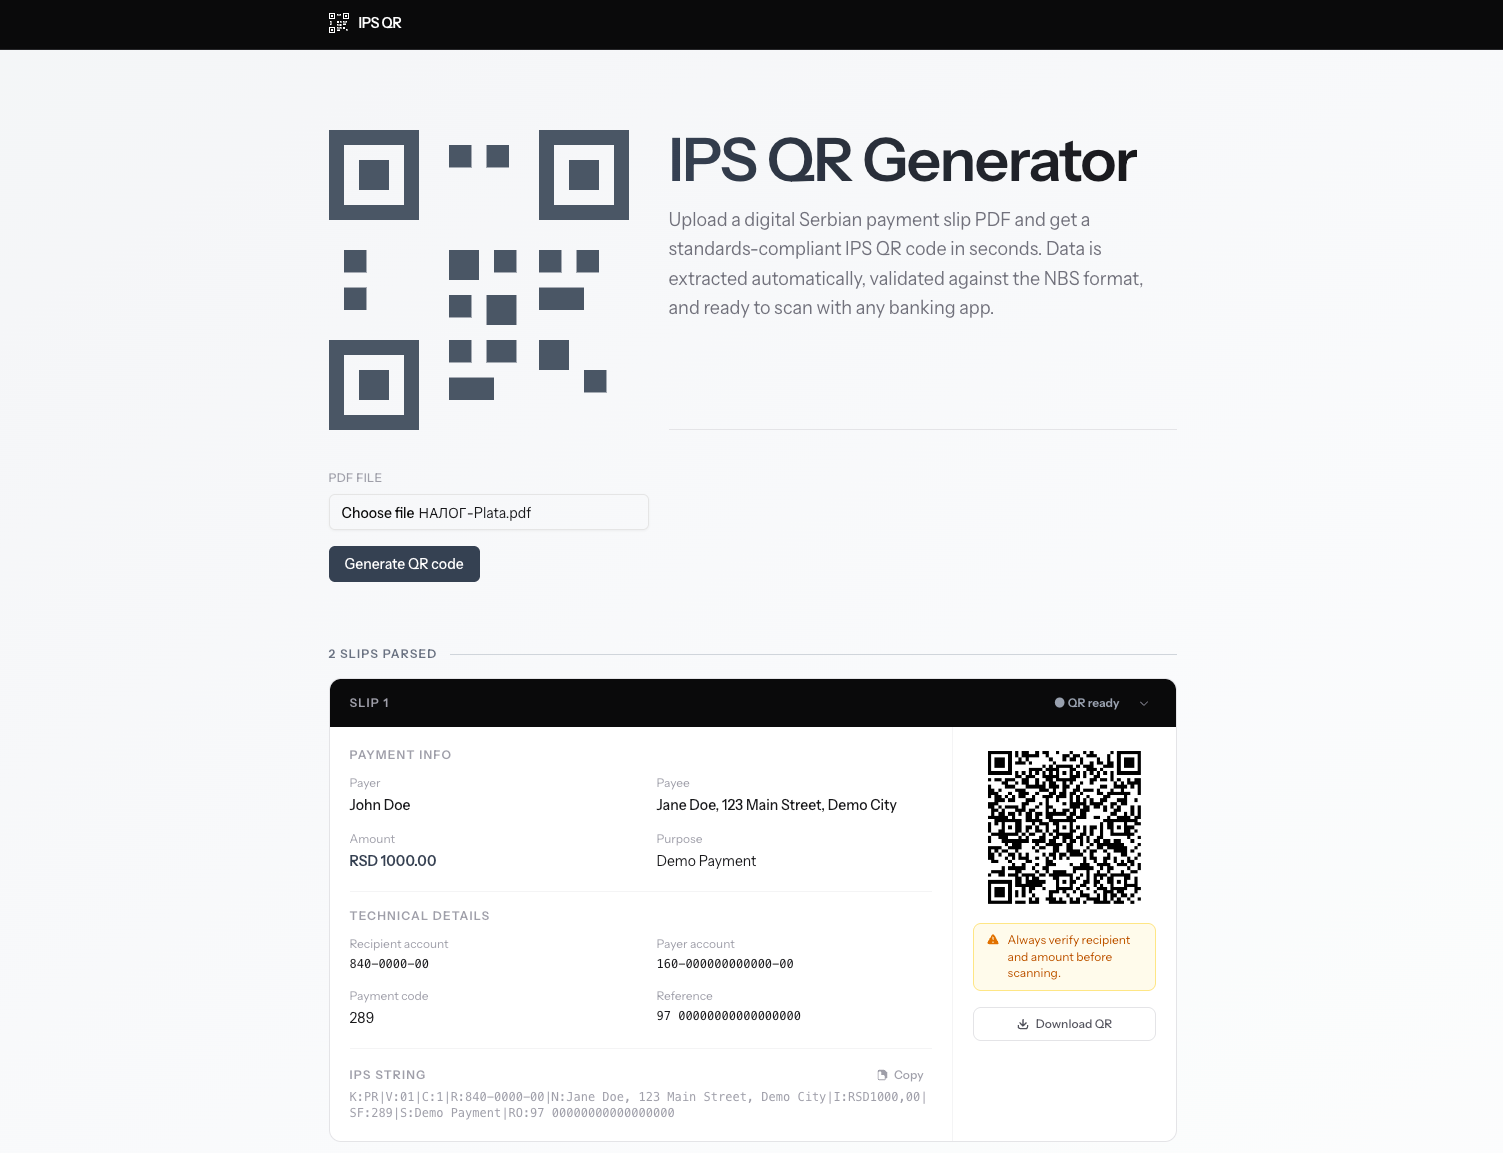 IPS QR
IPS QR Generator
Upload a digital Serbian payment slip PDF and get a
standards-compliant IPS QR code in seconds. Data is
extracted automatically, validated against the NBS format,
and ready to scan with any banking app.
PDF FILE
Choose file НАЛОГ-Plata.pdf
Generate QR code
2 SLIPS PARSED
SLIP 1
QR ready
PAYMENT INFO
Payer
John Doe
Payee
Jane Doe, 123 Main Street, Demo City
Amount
RSD 1000.00
Purpose
Demo Payment
TECHNICAL DETAILS
Recipient account
840-0000-00
Payer account
160-000000000000-00
Payment code
289
Reference
97 00000000000000000
IPS STRING
Copy
K:PR|V:01|C:1|R:840-0000-00|N:Jane Doe, 123 Main Street, Demo City|I:RSD1000,00|
SF:289|S:Demo Payment|RO:97 00000000000000000
Always verify recipient
and amount before
scanning.
Download QR